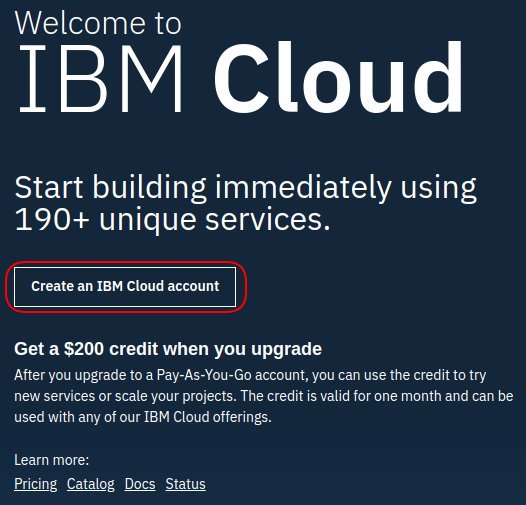 Welcome to
IBM Cloud
Start building immediately using
190+ unique services.
Create an IBM Cloud account
Get a $200 credit when you upgrade
After you upgrade to a Pay-As-You-Go account, you can use the credit to try
new services or scale your projects. The credit is valid for one month and can be
used with any of our IBM Cloud offerings.
Learn more:
Pricing Catalog Docs Status